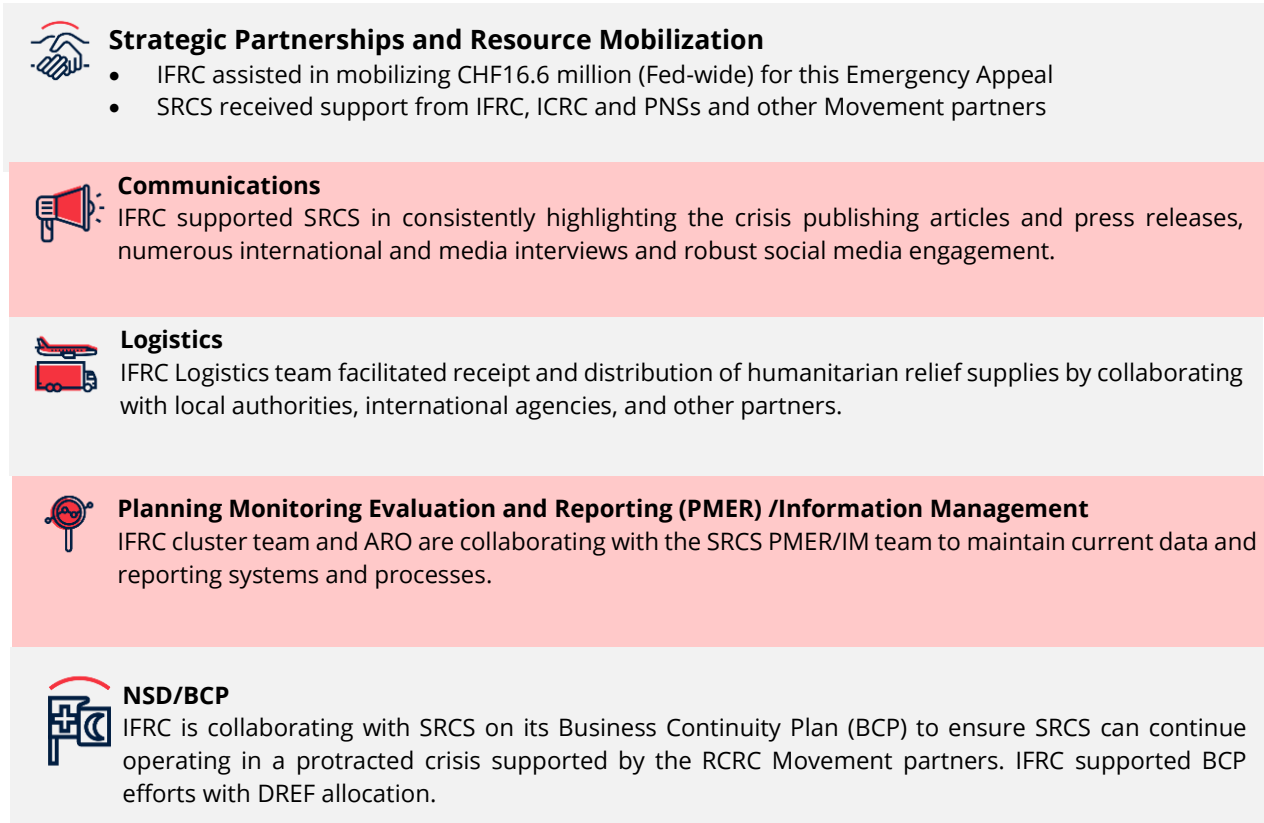 Strategic Partnerships and Resource Mobilization
• IFRC assisted in mobilizing CHF16.6 million (Fed-wide) for this Emergency Appeal
• SRCS received support from IFRC, ICRC and PNSs and other Movement partners
Communications
IFRC supported SRCS in consistently highlighting the crisis publishing articles and press releases,
numerous international and media interviews and robust social media engagement.
Logistics
IFRC Logistics team facilitated receipt and distribution of humanitarian relief supplies by collaborating
with local authorities, international agencies, and other partners.
Planning Monitoring Evaluation and Reporting (PMER) /Information Management
IFRC cluster team and ARO are collaborating with the SRCS PMER/IM team to maintain current data and
reporting systems and processes.
NSD/BCP
IFRC is collaborating with SRCS on its Business Continuity Plan (BCP) to ensure SRCS can continue
operating in a protracted crisis supported by the RCRC Movement partners. IFRC supported BCP
efforts with DREF allocation.